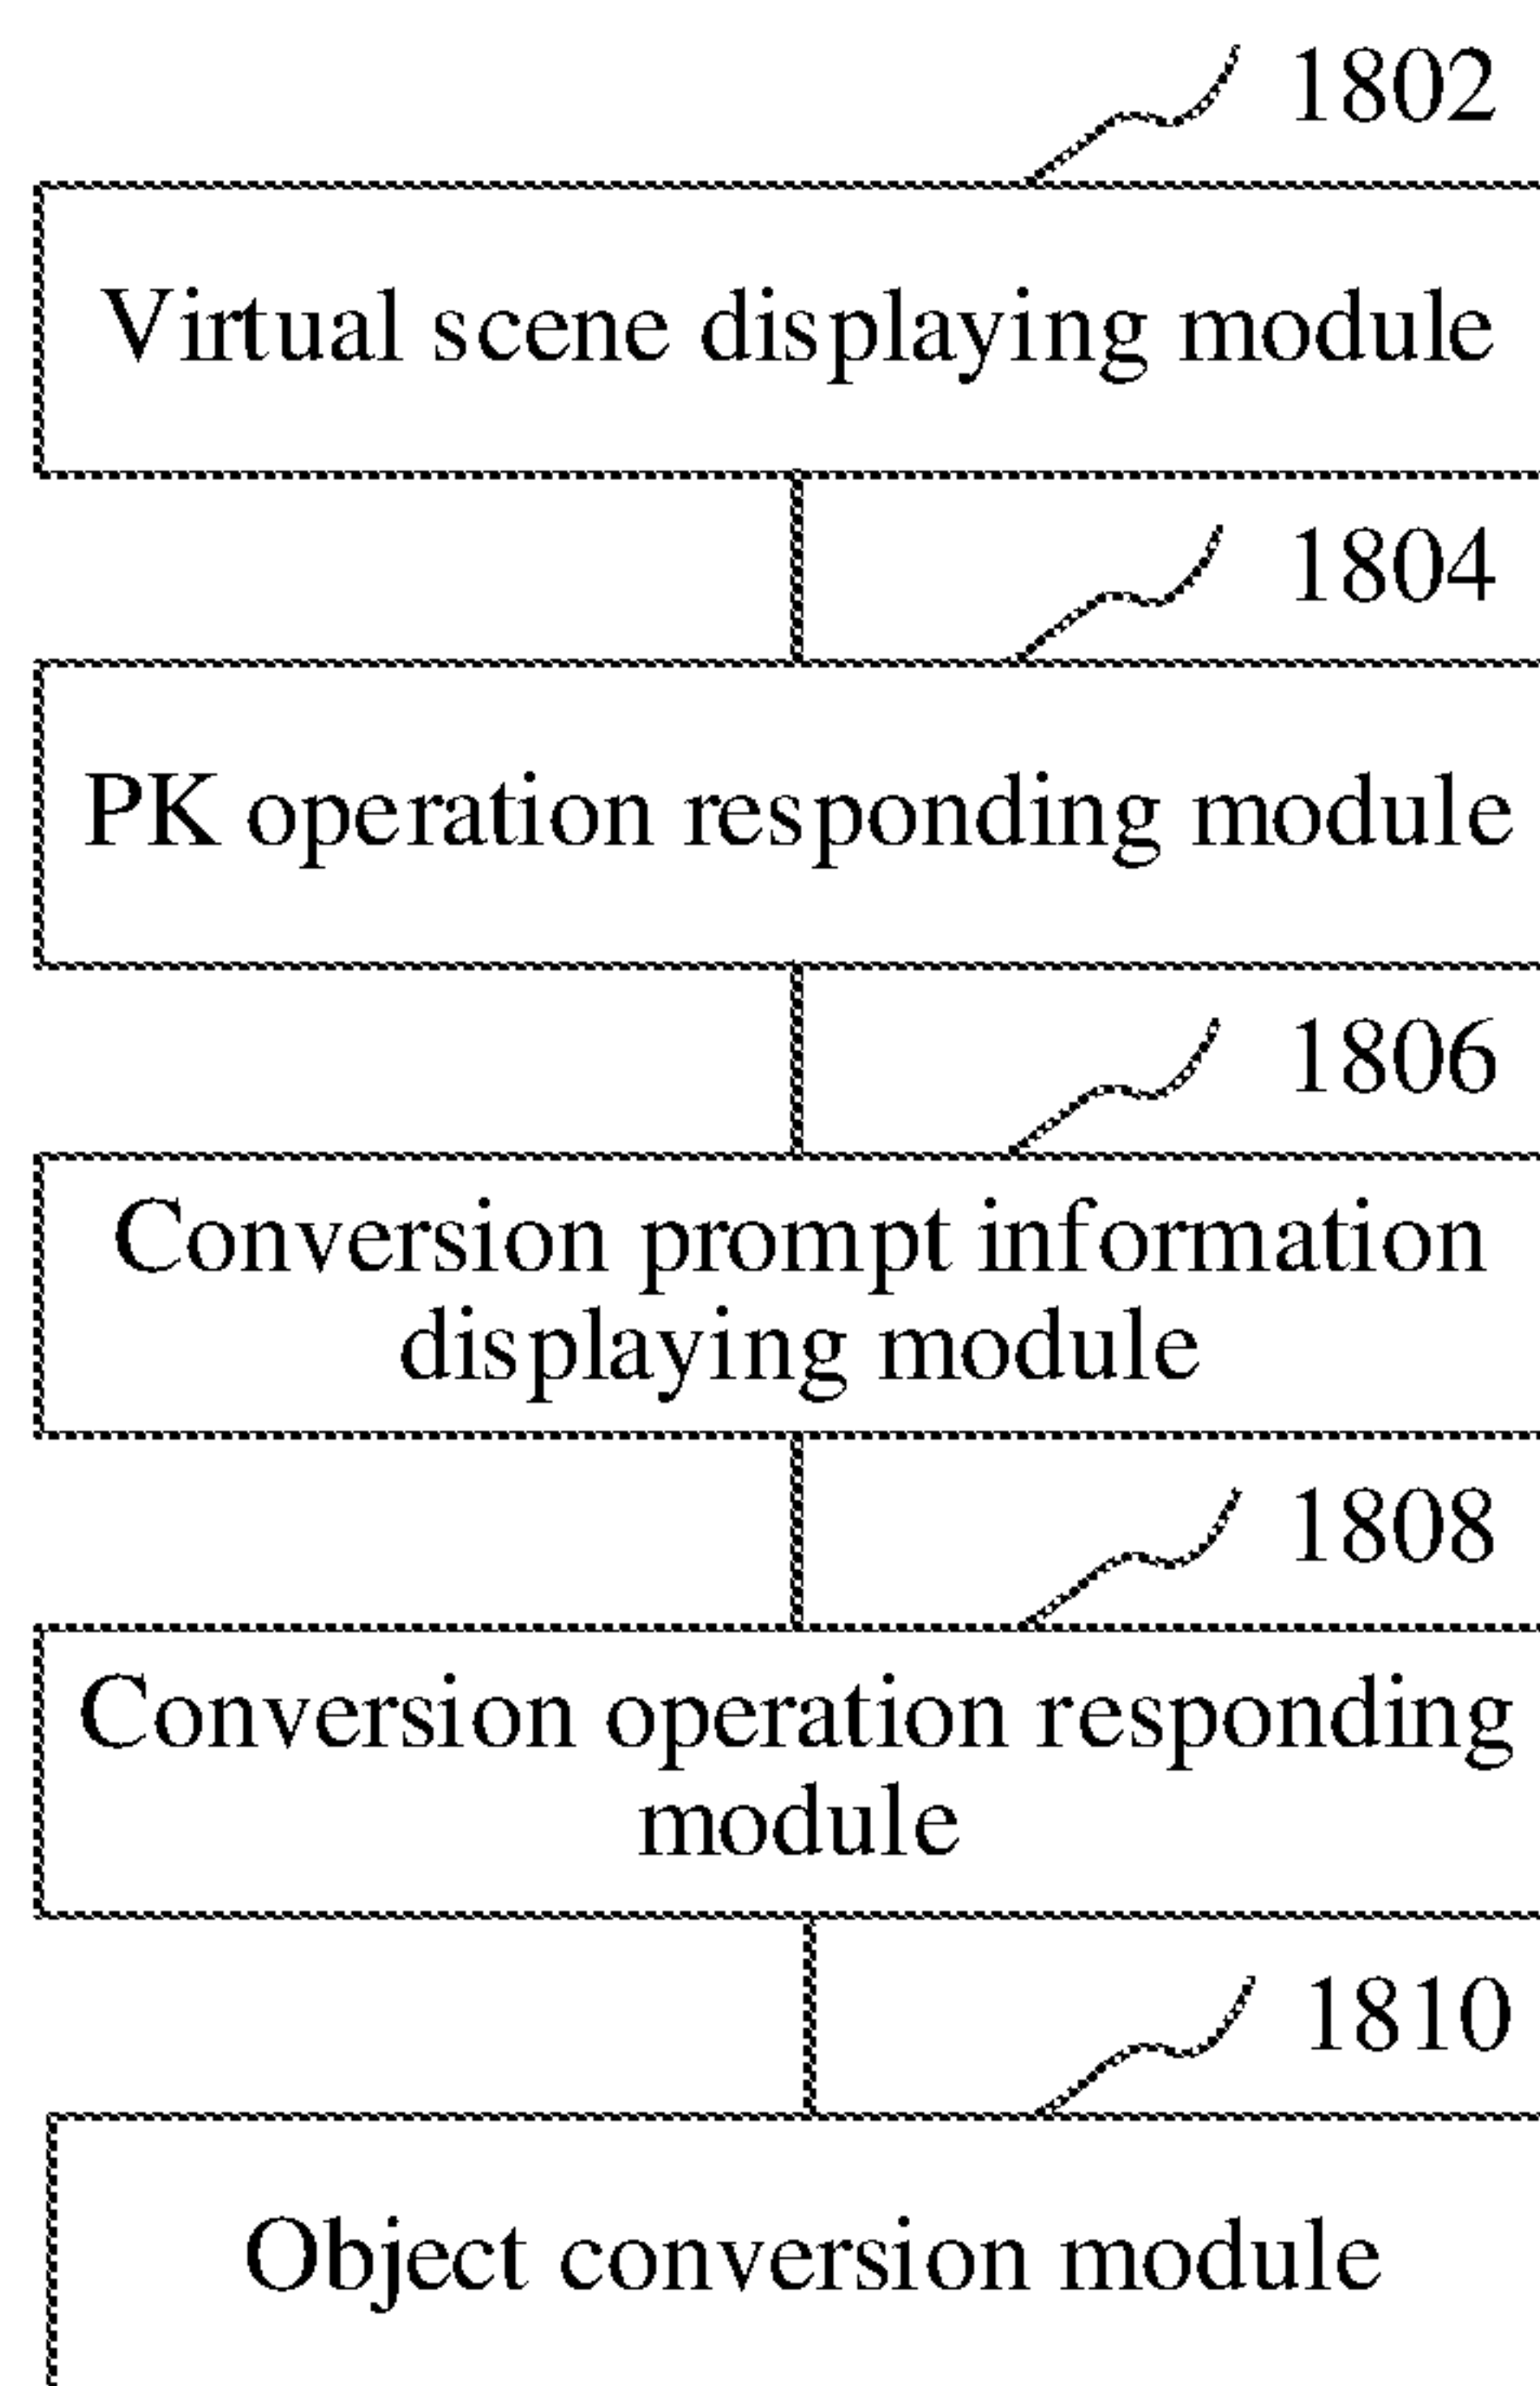 1802
Virtual scene displaying module
1804
PK operation responding module
1806
Conversion prompt information
displaying module
1808
Conversion operation responding
module
1810
Object conversion module